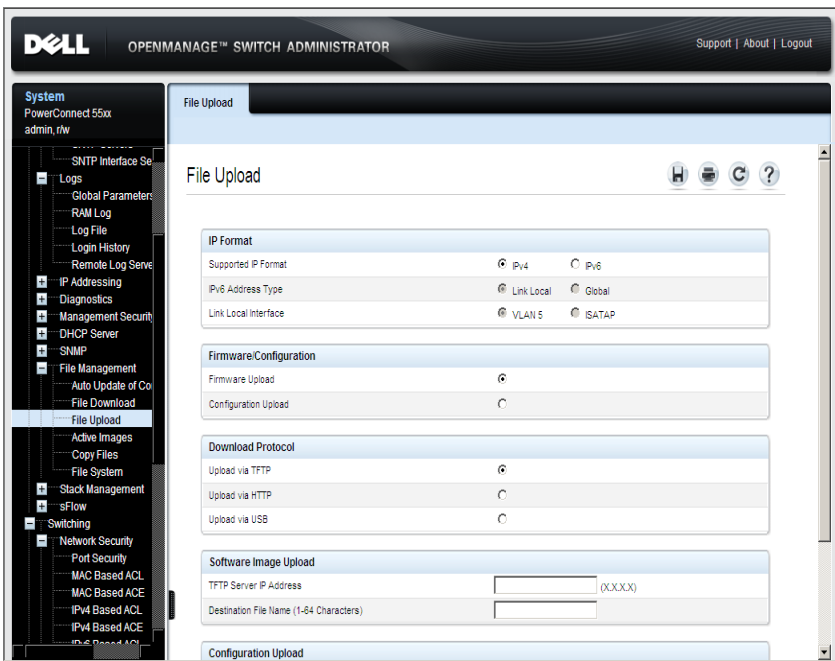 DELL OPENMANAGE™ SWITCH ADMINISTRATOR Support | About | Logout
System
PowerConnect 55xx
admin, r/w
SNTP Interface Se
Logs
Global Parameters
RAM Log
Log File
Login History
Remote Log Serve
IP Addressing
Diagnostics
Management Securit
DHCP Server
SNMP
File Management
Auto Update of Co
File Download
File Upload
Active Images
Copy Files
File System
Stack Management
sFlow
Switching
Network Security
Port Security
MAC Based ACL
MAC Based ACE
IPv4 Based ACL
IPv4 Based ACE
File Upload
File Upload
IP Format
Supported IP Format IPv4 IPv6
IPv6 Address Type Link Local Global
Link Local Interface VLAN 5 ISATAP
Firmware/Configuration
Firmware Upload
Configuration Upload
Download Protocol
Upload via TFTP
Upload via HTTP
Upload via USB
Software Image Upload
TFTP Server IP Address (X.X.X.X)
Destination File Name (1-64 Characters)
Configuration Upload